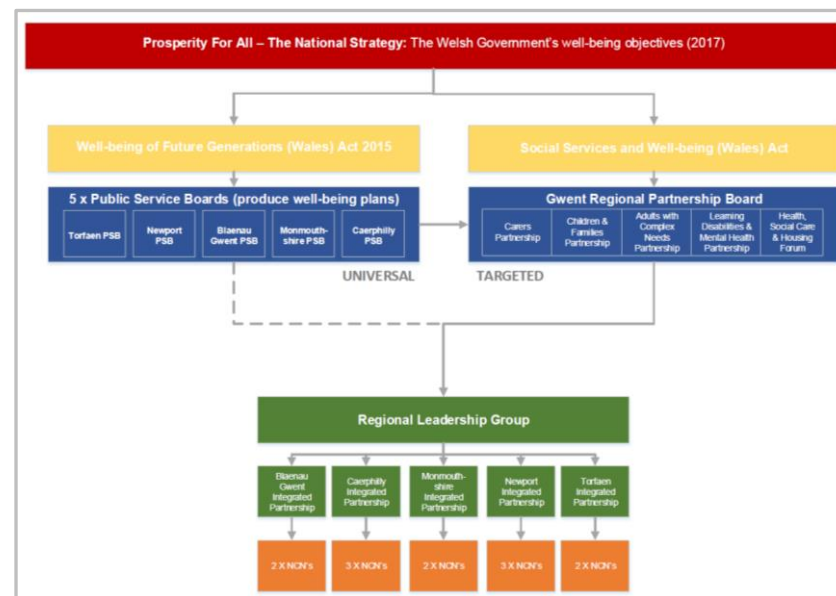 Prosperity For All – The National Strategy: The Welsh Government's well-being objectives (2017)
Well-being of Future Generations (Wales) Act 2015
Social Services and Well-being (Wales) Act
5 x Public Service Boards (produce well-being plans)
Torfaen PSB
Newport
PSB
Blaenau
Gwent PSB
Monmouth-
shire PSB
Caerphilly
PSB
Gwent Regional Partnership Board
Carers
Partnership
Children &
Families
Partnership
Adults with
Complex
Needs
Partnership
Learning
Disabilities &
Mental Health
Partnership
Health,
Social Care
& Housing
Forum
UNIVERSAL
TARGETED
Regional Leadership Group
Blaenau
Gwent
Integrated
Partnership
Caerphilly
Integrated
Partnership
Monmouth-
shire
Integrated
Partnership
Newport
Integrated
Partnership
Torfaen
Integrated
Partnership
2 X NCN's
3 X NCN's
2 X NCN's
3 X NCN's
2 X NCN's